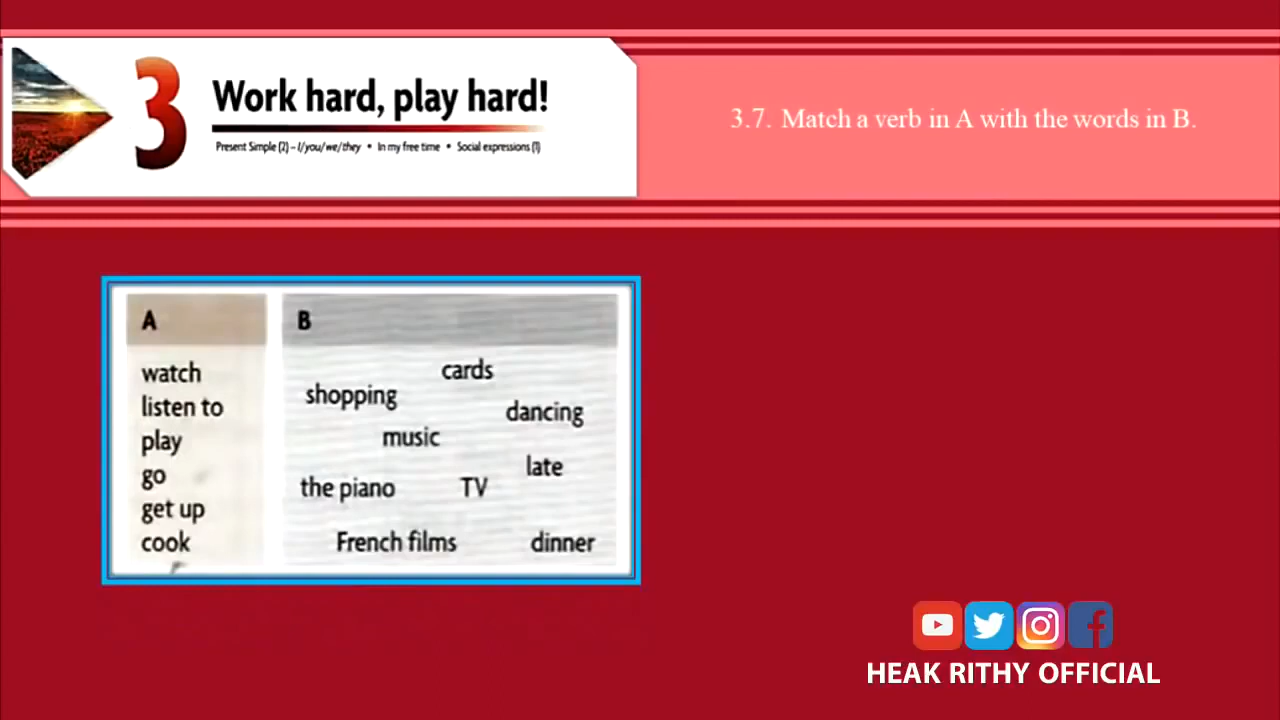 3
Work hard, play hard!
Present Simple (2) – I/you/we/they • In my free time • Social expressions (1)
3.7. Match a verb in A with the words in B.
A
watch
listen to
play
go
get up
cook
B
cards
shopping
dancing
music
late
the piano TV
French films dinner
HEAK RITHY OFFICIAL